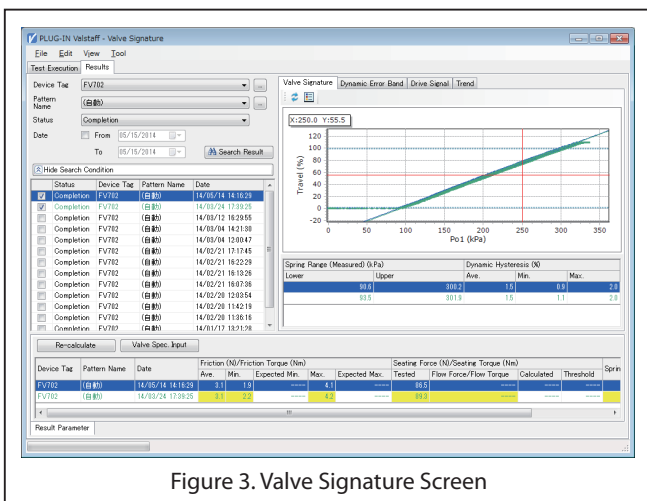 PLUG-IN Valstaff - Valve Signature
File Edit View Tool
Test Execution Results
Device Tag FV702 ...
Pattern Name (自動) ...
Status Completion
Date From 05/15/2014
To 05/15/2014 Search Result
Hide Search Condition
Status Device Tag Pattern Name Date
Completion FV702 (自動) 14/05/14 14:16:29
Completion FV702 (自動) 14/03/24 17:39:25
Completion FV702 (自動) 14/03/12 16:29:55
Completion FV702 (自動) 14/03/04 14:21:30
Completion FV702 (自動) 14/03/04 12:00:47
Completion FV702 (自動) 14/02/21 17:17:45
Completion FV702 (自動) 14/02/21 16:22:29
Completion FV702 (自動) 14/02/21 16:13:26
Completion FV702 (自動) 14/02/21 16:07:36
Completion FV702 (自動) 14/02/20 12:03:54
Completion FV702 (自動) 14/02/20 11:42:19
Completion FV702 (自動) 14/02/20 11:36:16
Completion FV702 (自動) 14/01/17 13:21:28
Valve Signature Dynamic Error Band Drive Signal Trend
X:250.0 Y:55.5
Travel (%)
120
100
80
60
40
20
0
-20
0 50 100 150 200 250 300 350
Po1 (kPa)
Spring Range (Measured) (kPa) Dynamic Hysteresis (%)
Lower Upper Ave. Min. Max.
90.6 300.2 1.5 0.9 2.0
93.5 301.9 1.5 1.1 2.0
Re-calculate Valve Spec. Input
Device Tag Pattern Name Date Friction (N)/Friction Torque (Nm) Seating Force (N)/Seating Torque (Nm) Sprin
Ave. Min. Expected Min. Max. Expected Max. Tested Flow Force/Flow Torque Calculated Threshold
FV702 (自動) 14/05/14 14:16:29 3.1 1.9 ---- 4.1 ---- 86.5 ---- ---- ----
FV702 (自動) 14/03/24 17:39:25 3.1 2.2 ---- 4.2 ---- 89.3 ---- ---- ----
Result Parameter
Figure 3. Valve Signature Screen